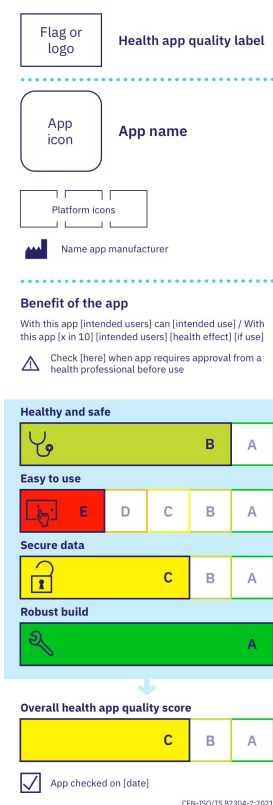 Flag or
logo
Health app quality label
App
icon
App name
Platform icons
Name app manufacturer
Benefit of the app
With this app [intended users] can [intended use] / With
this app [x in 10] [intended users] [health effect] [if use]
Check [here] when app requires approval from a
health professional before use
Healthy and safe
B A
Easy to use
E D C B A
Secure data
C B A
Robust build
A
Overall health app quality score
C B A
App checked on [date]
CEN-ISO/TS 82304-2:2021